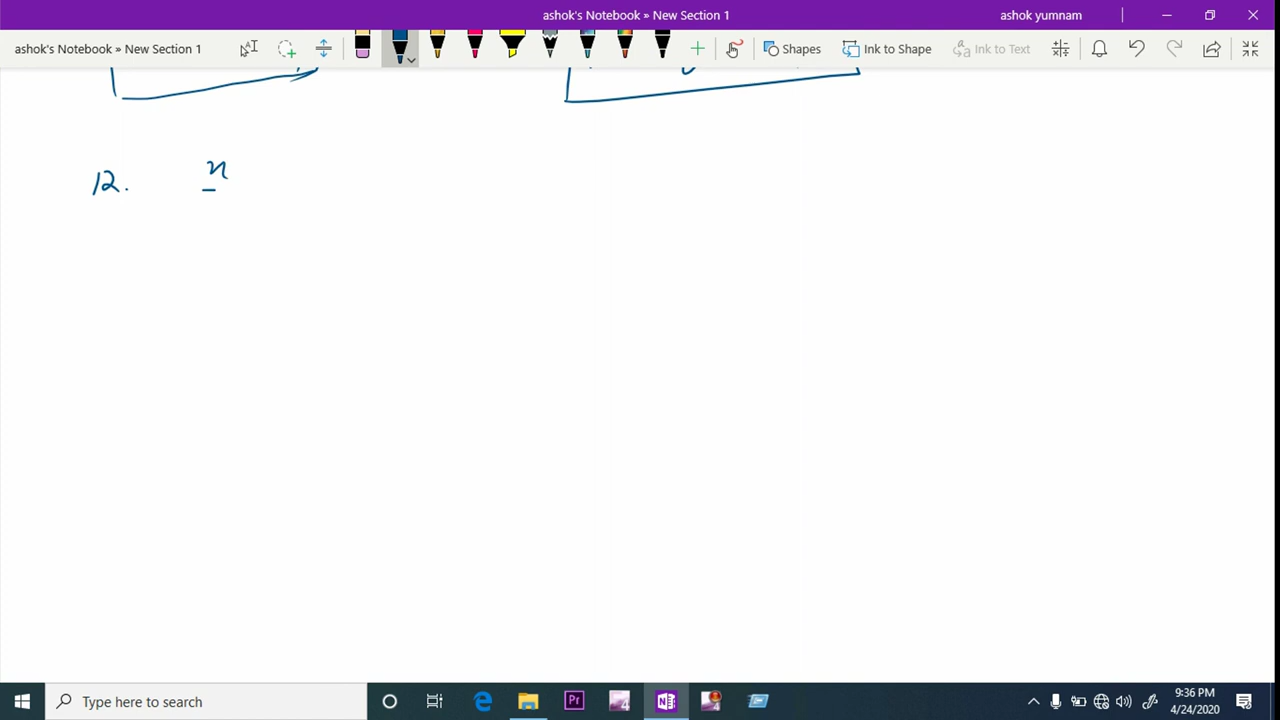 ashok's Notebook » New Section 1
ashok yumnam
ashok's Notebook » New Section 1
Shapes
Ink to Shape
Ink to Text
12. x
Type here to search
9:36 PM
4/24/2020